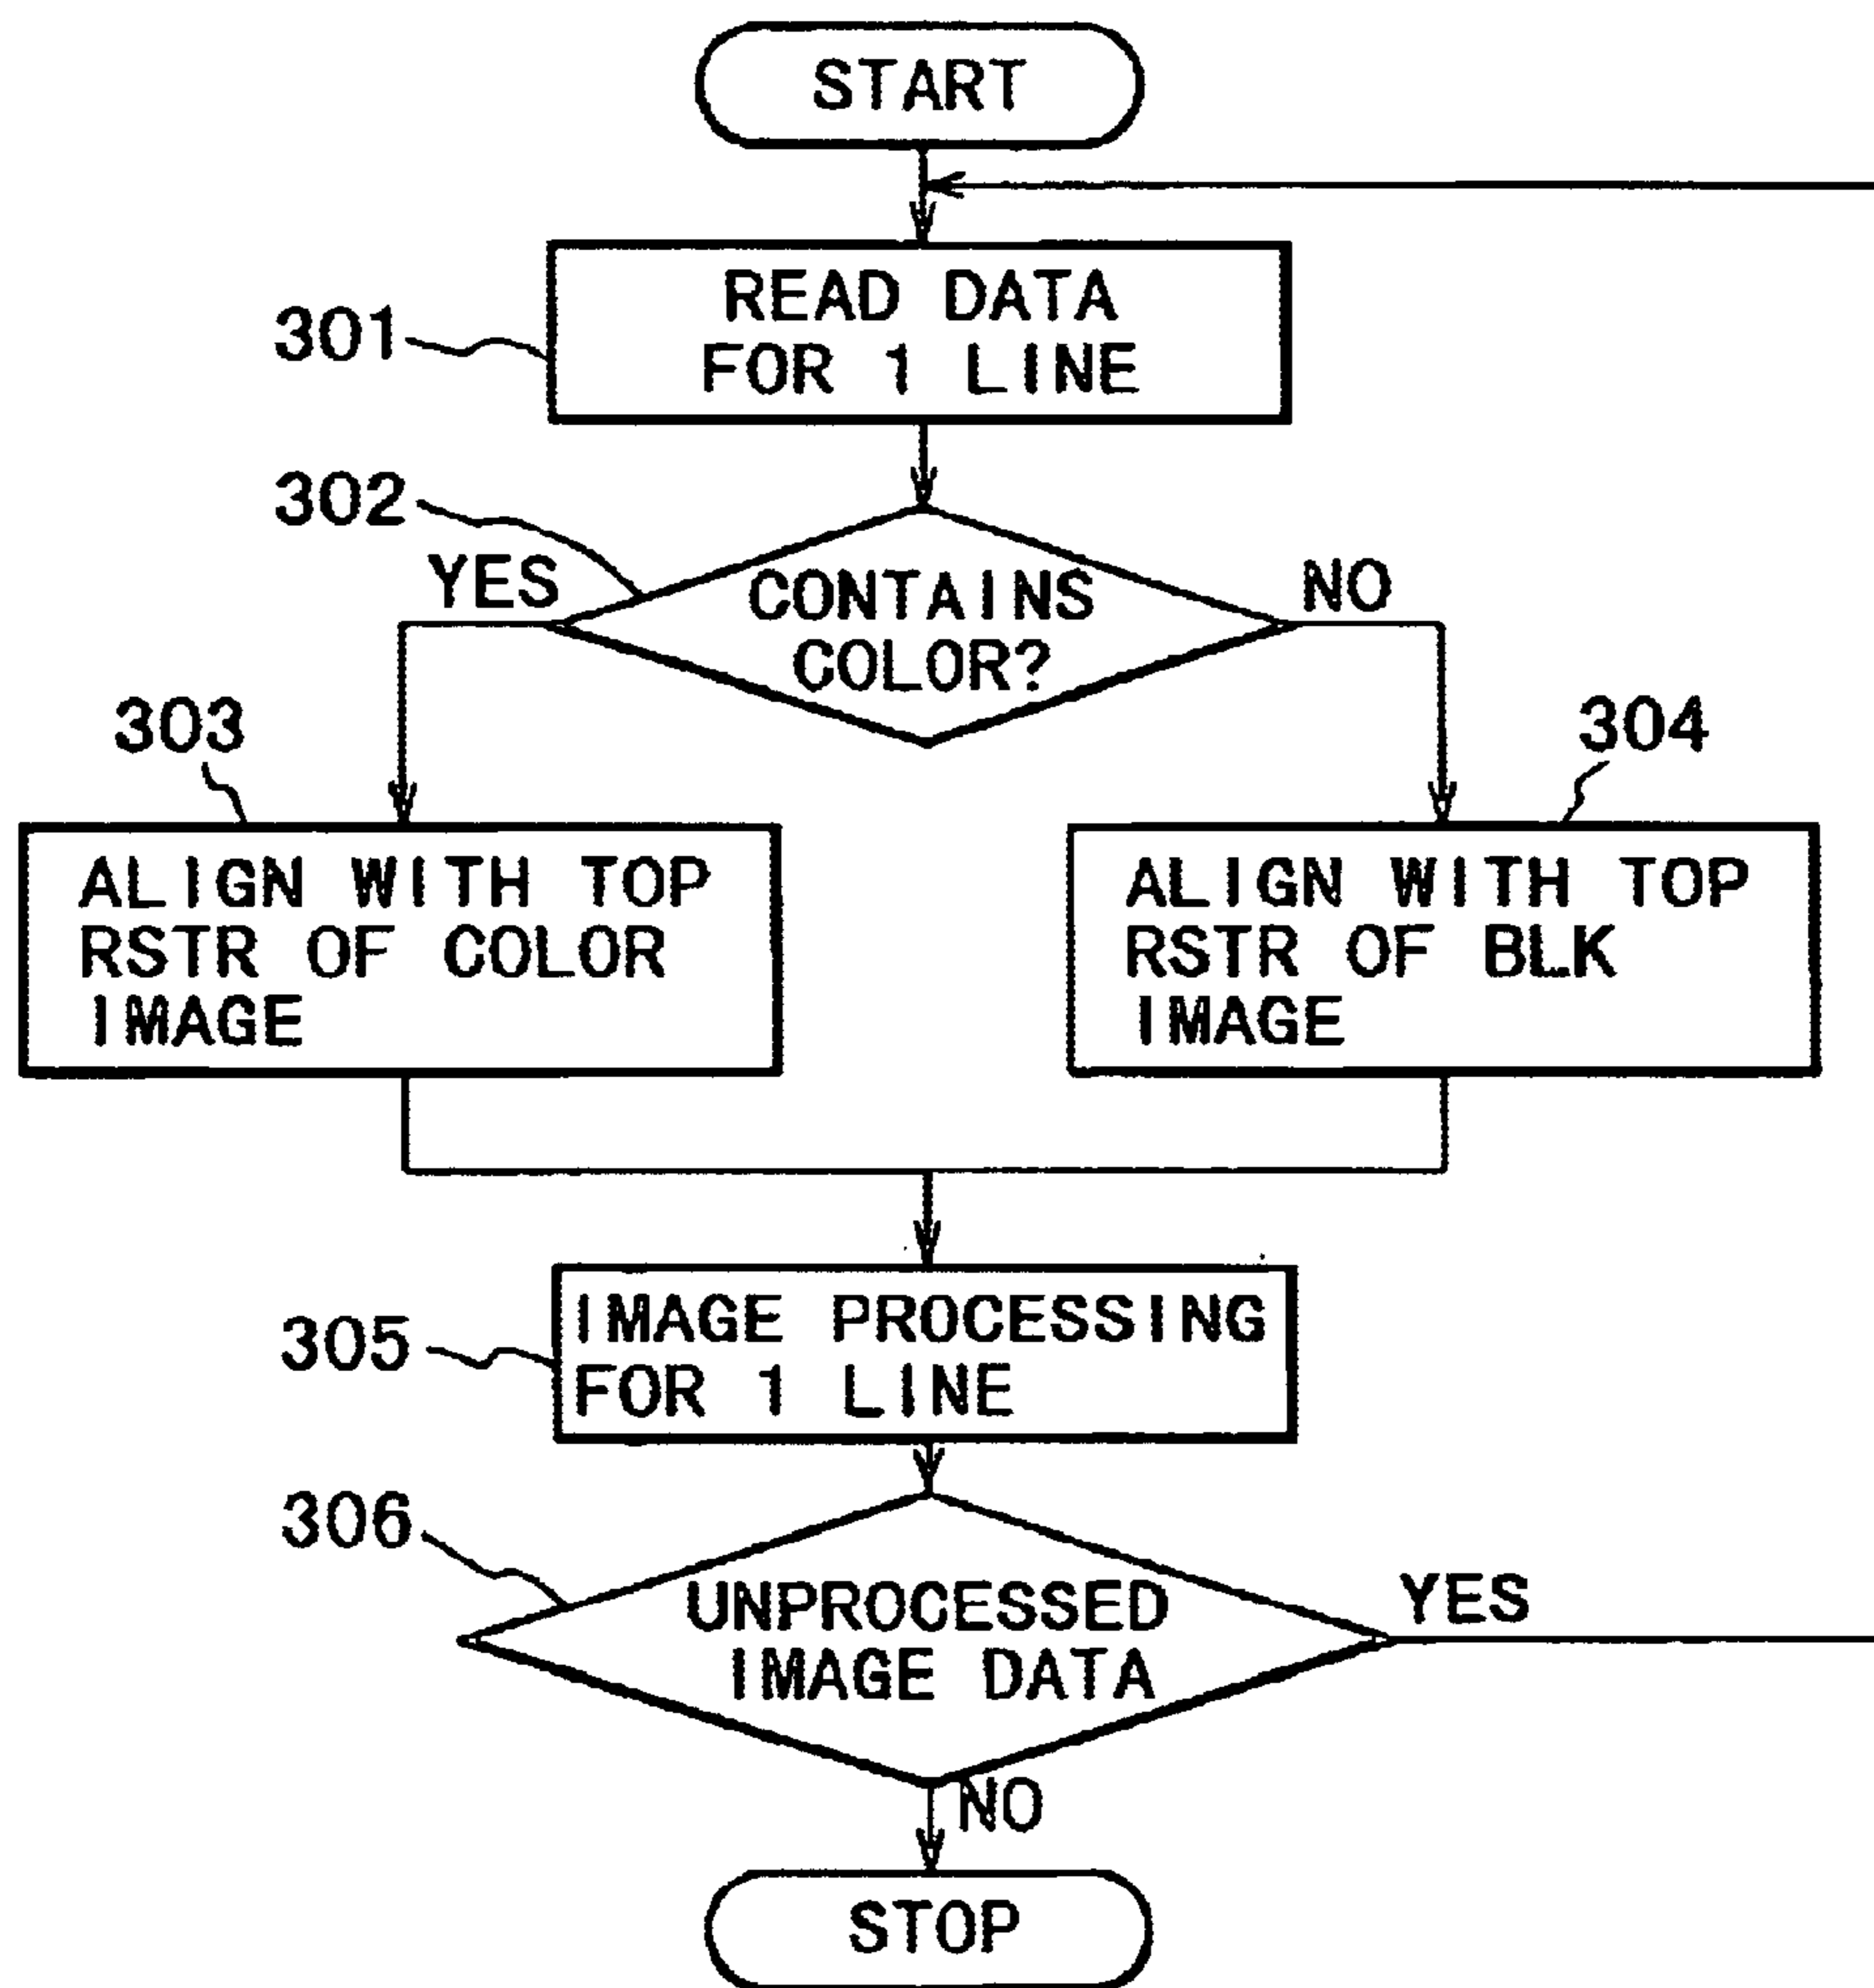 START
READ DATA
FOR 1 LINE
301
302
YES
CONTAINS
COLOR?
NO
303
304
ALIGN WITH TOP
RSTR OF COLOR
IMAGE
ALIGN WITH TOP
RSTR OF BLK
IMAGE
305
IMAGE PROCESSING
FOR 1 LINE
306
UNPROCESSED
IMAGE DATA
YES
NO
STOP